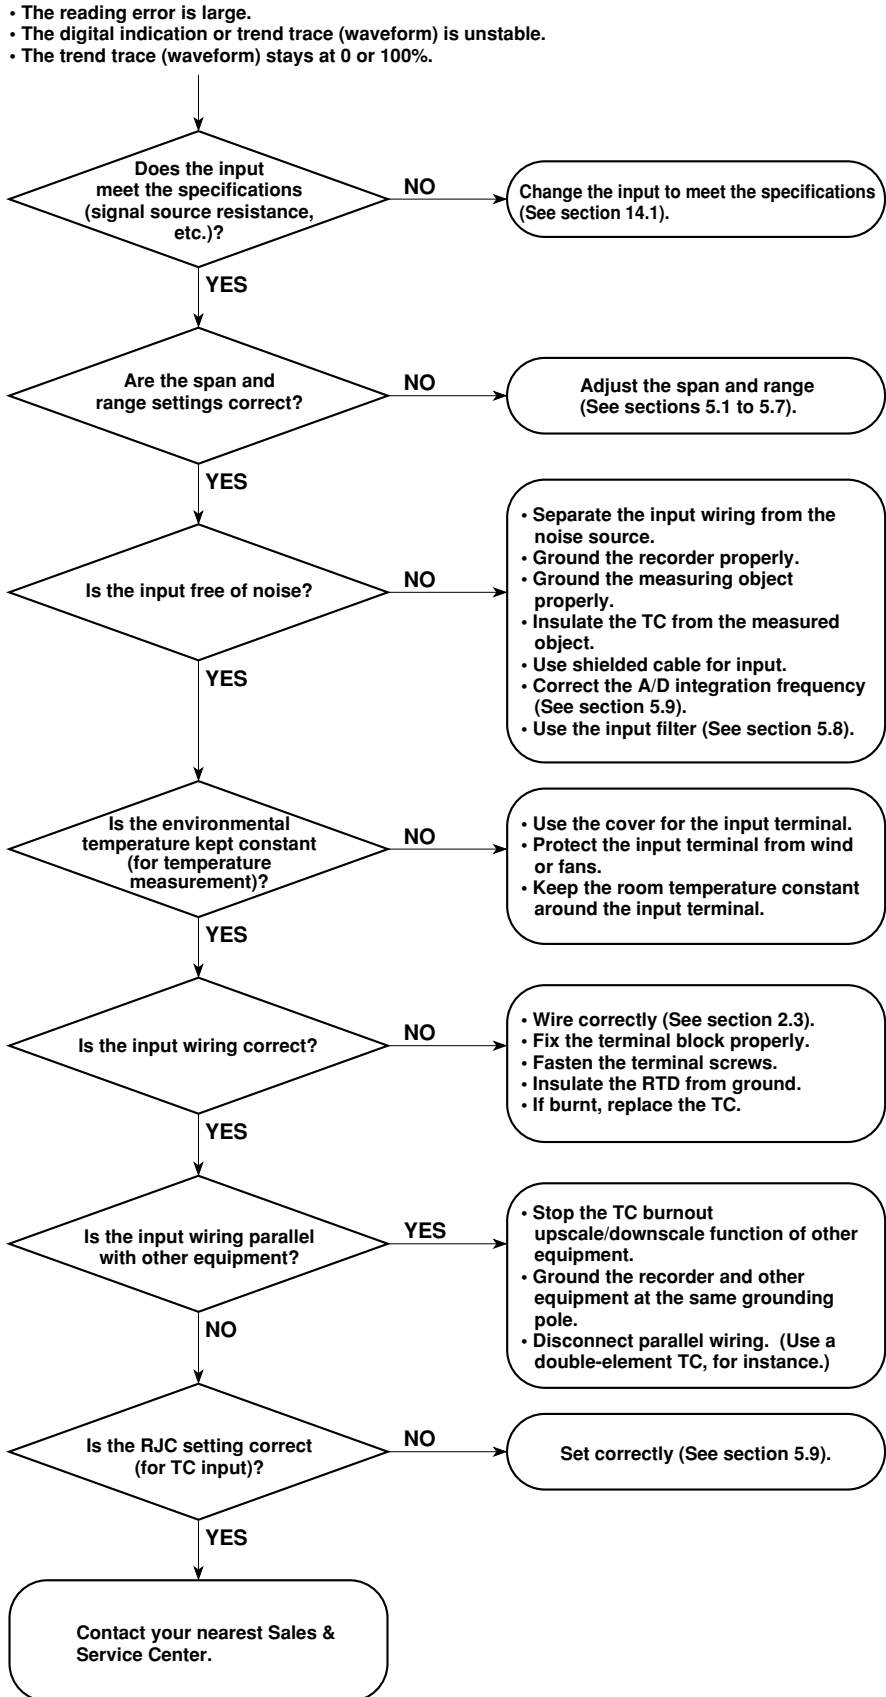 • The reading error is large.
• The digital indication or trend trace (waveform) is unstable.
• The trend trace (waveform) stays at 0 or 100%.
Does the input
meet the specifications
(signal source resistance,
etc.)?
NO
Change the input to meet the specifications
(See section 14.1).
YES
Are the span and
range settings correct?
NO
Adjust the span and range
(See sections 5.1 to 5.7).
YES
Is the input free of noise?
NO
• Separate the input wiring from the
noise source.
• Ground the recorder properly.
• Ground the measuring object
properly.
• Insulate the TC from the measured
object.
• Use shielded cable for input.
• Correct the A/D integration frequency
(See section 5.9).
• Use the input filter (See section 5.8).
YES
Is the environmental
temperature kept constant
(for temperature
measurement)?
NO
• Use the cover for the input terminal.
• Protect the input terminal from wind
or fans.
• Keep the room temperature constant
around the input terminal.
YES
Is the input wiring correct?
NO
• Wire correctly (See section 2.3).
• Fix the terminal block properly.
• Fasten the terminal screws.
• Insulate the RTD from ground.
• If burnt, replace the TC.
YES
Is the input wiring parallel
with other equipment?
YES
• Stop the TC burnout
upscale/downscale function of other
equipment.
• Ground the recorder and other
equipment at the same grounding
pole.
• Disconnect parallel wiring. (Use a
double-element TC, for instance.)
NO
Is the RJC setting correct
(for TC input)?
NO
Set correctly (See section 5.9).
YES
Contact your nearest Sales &
Service Center.